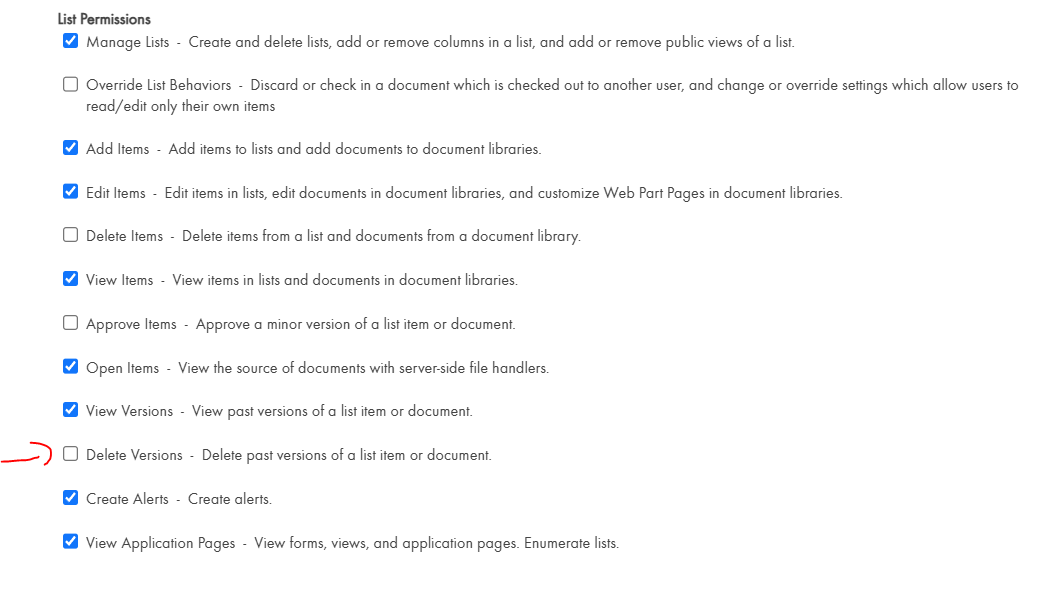 List Permissions
Manage Lists - Create and delete lists, add or remove columns in a list, and add or remove public views of a list.
Override List Behaviors - Discard or check in a document which is checked out to another user, and change or override settings which allow users to
read/edit only their own items
Add Items - Add items to lists and add documents to document libraries.
Edit Items - Edit items in lists, edit documents in document libraries, and customize Web Part Pages in document libraries.
Delete Items - Delete items from a list and documents from a document library.
View Items - View items in lists and documents in document libraries.
Approve Items - Approve a minor version of a list item or document.
Open Items - View the source of documents with server-side file handlers.
View Versions - View past versions of a list item or document.
Delete Versions - Delete past versions of a list item or document.
Create Alerts - Create alerts.
View Application Pages - View forms, views, and application pages. Enumerate lists.